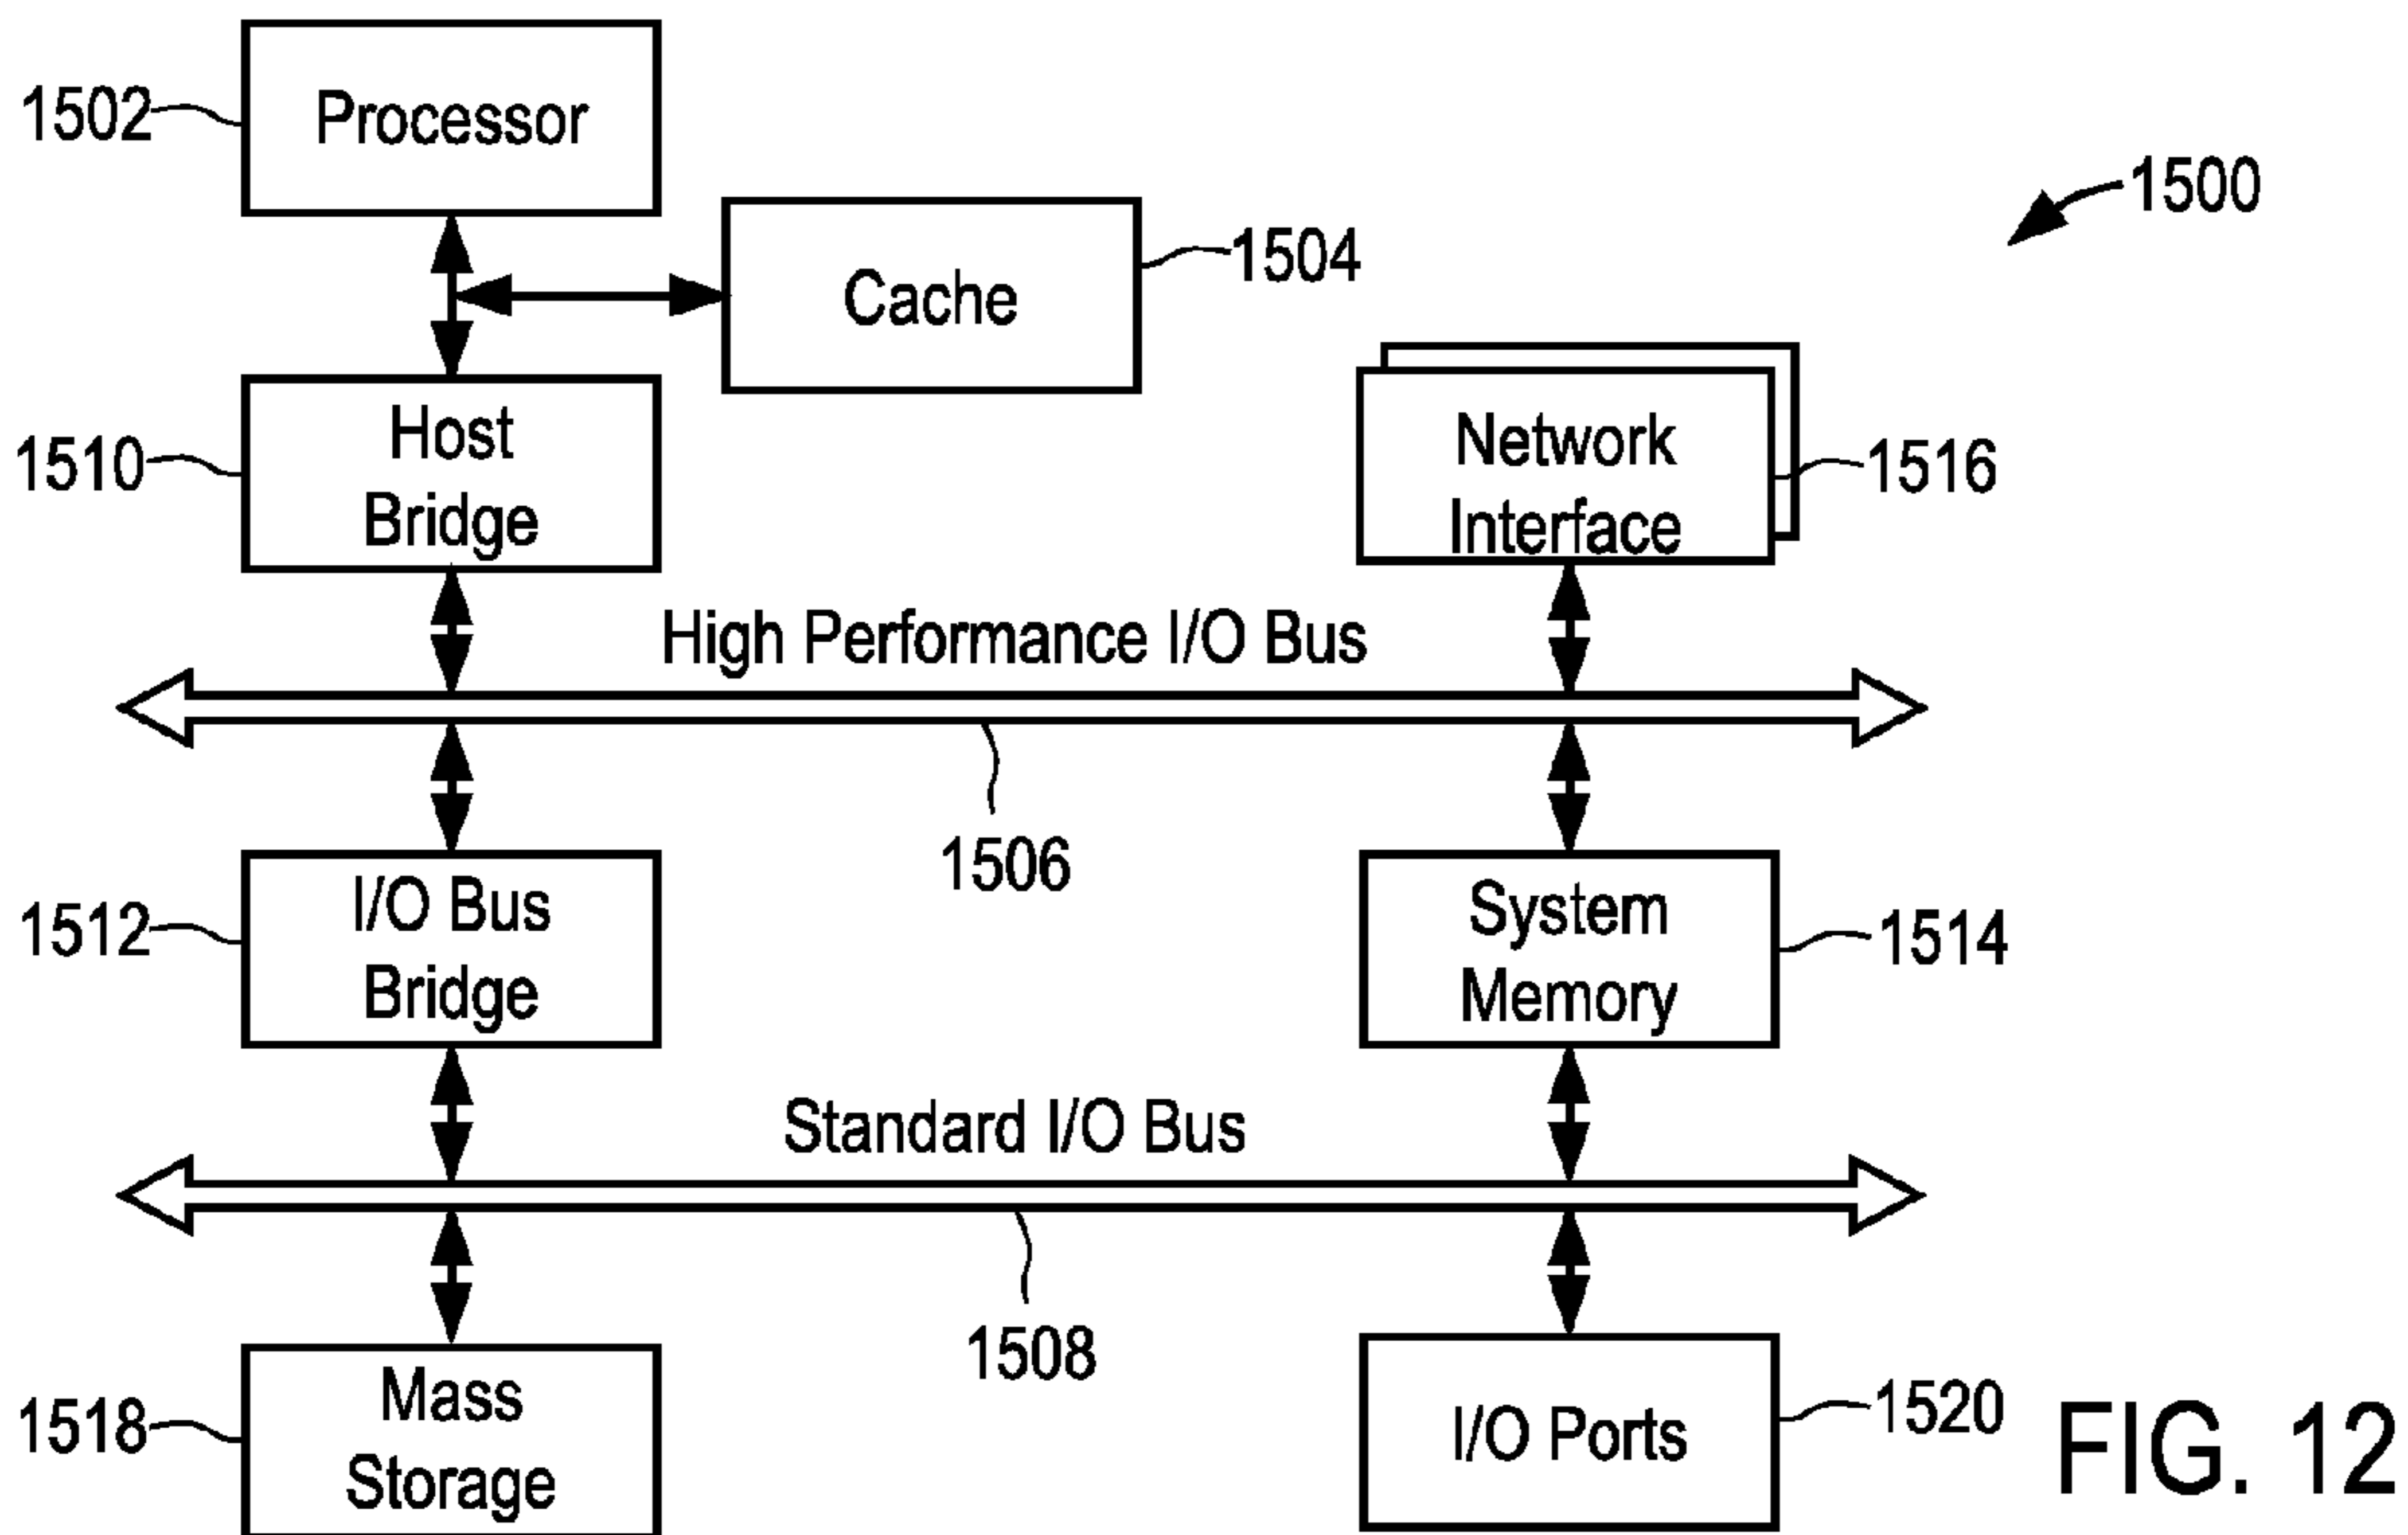 1502
Processor
1500
1504
Cache
1510
Host
Bridge
Network
Interface
1516
High Performance I/O Bus
1506
1512
I/O Bus
Bridge
System
Memory
1514
Standard I/O Bus
1508
1518
Mass
Storage
I/O Ports
1520
FIG. 12